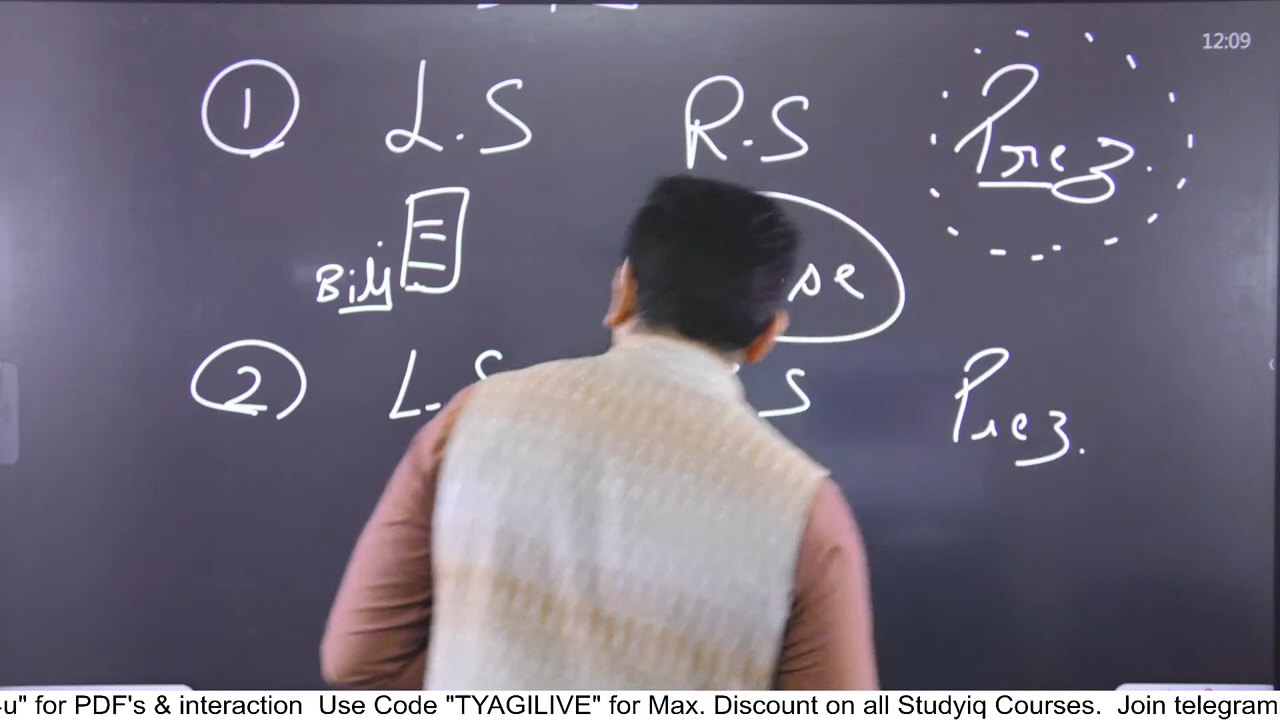 12:09
1 L.S R.S Prez.
Bill
se
2 L.S S Prez.
-u" for PDF's & interaction Use Code "TYAGILIVE" for Max. Discount on all Studyiq Courses. Join telegram